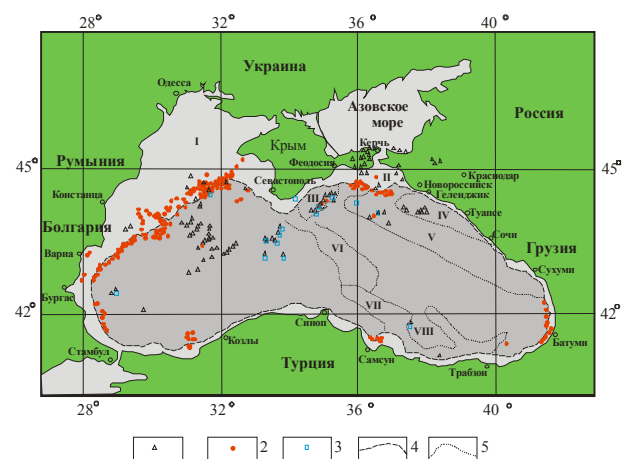 28° 32° 36° 40°
Украина
Одесса
Азовское
море
Россия
I
Крым
Керчь
Феодосия
45° 45°
Румыния
Севастополь
II
Краснодар
Новороссийск
Геленджик
Констанца
III
IV
Туапсе
Болгария
V
Сочи
Варна
VI
Грузия
Сухуми
Бургас
VII
42° 42°
Синоп
VIII
Козлы
Батуми
Стамбул
Турция
Самсун
Трабзон
28° 32° 36° 40°
1 2 3 4 5